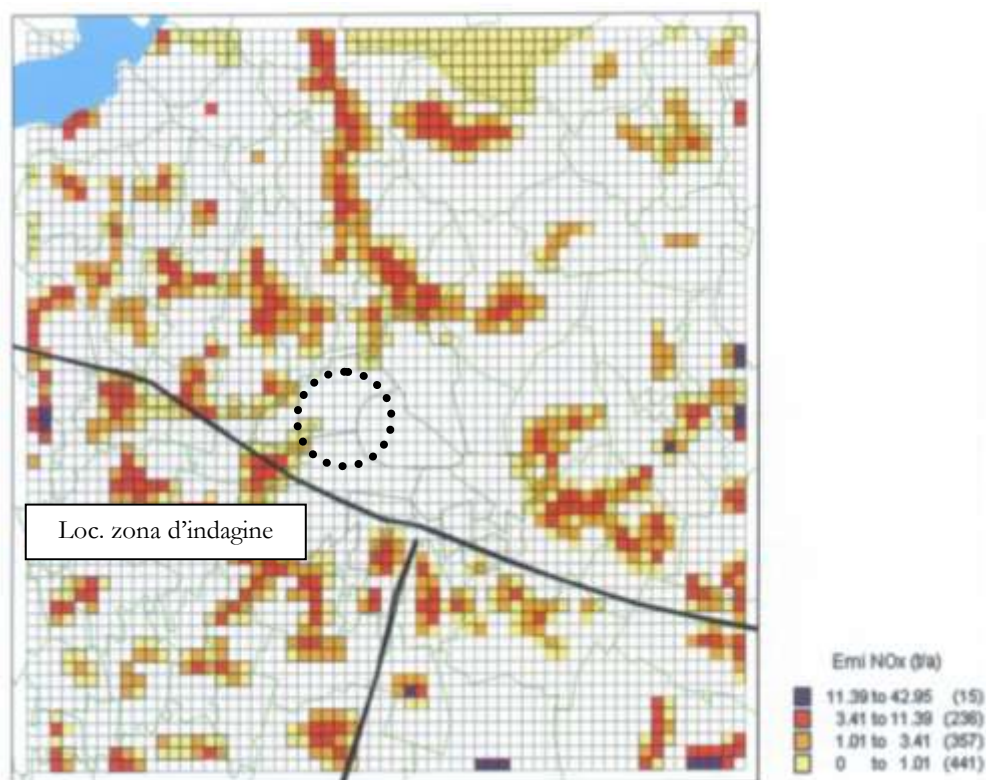 Loc. zona d'indagine
Emi NOx (t/a)
11.39 to 42.95 (15)
3.41 to 11.39 (236)
1.01 to 3.41 (357)
0 to 1.01 (441)